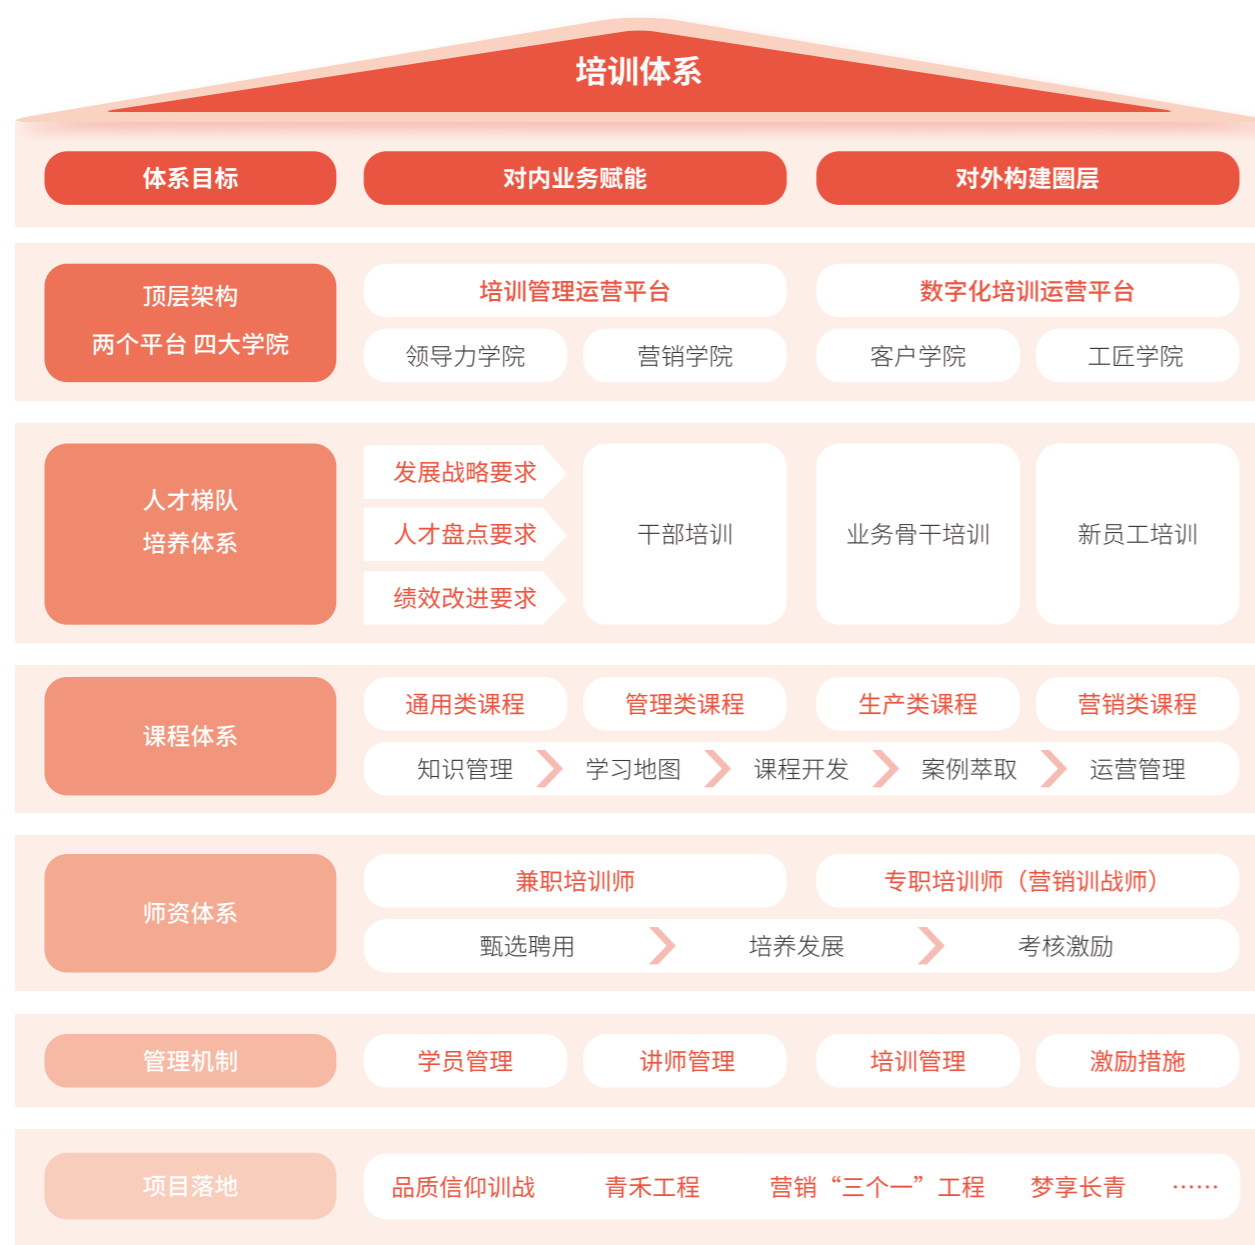 培训体系
体系目标
对内业务赋能
对外构建圈层
顶层架构
两个平台 四大学院
培训管理运营平台
数字化培训运营平台
领导力学院
营销学院
客户学院
工匠学院
人才梯队
培养体系
发展战略要求
人才盘点要求
绩效改进要求
干部培训
业务骨干培训
新员工培训
课程体系
通用类课程
管理类课程
生产类课程
营销类课程
知识管理
学习地图
课程开发
案例萃取
运营管理
师资体系
兼职培训师
专职培训师（营销训战师）
甄选聘用
培养发展
考核激励
管理机制
学员管理
讲师管理
培训管理
激励措施
项目落地
品质信仰训战
青禾工程
营销“三个一”工程
梦享长青
……